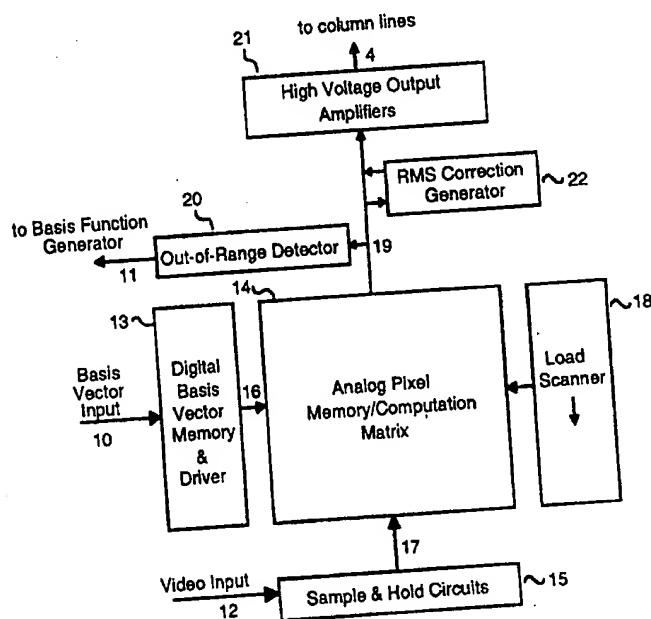 to column lines
21
4
High Voltage Output
Amplifiers
RMS Correction
Generator
22
20
to Basis Function
Generator
11
Out-of-Range Detector
19
14
13
18
Basis
Vector
Input
10
Digital
Basis
Vector
Memory
&
Driver
16
Analog Pixel
Memory/Computation
Matrix
Load
Scanner
17
Video Input
12
Sample & Hold Circuits
15